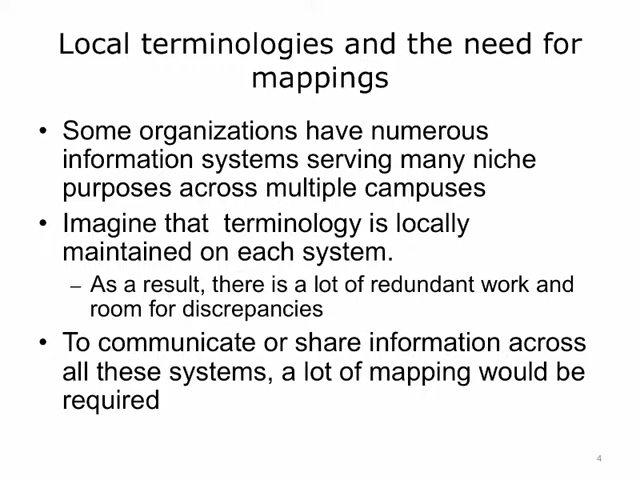 Local terminologies and the need for
mappings
• Some organizations have numerous
information systems serving many niche
purposes across multiple campuses
• Imagine that  terminology is locally
maintained on each system.
– As a result, there is a lot of redundant work and
room for discrepancies
• To communicate or share information across
all these systems, a lot of mapping would be
required
4